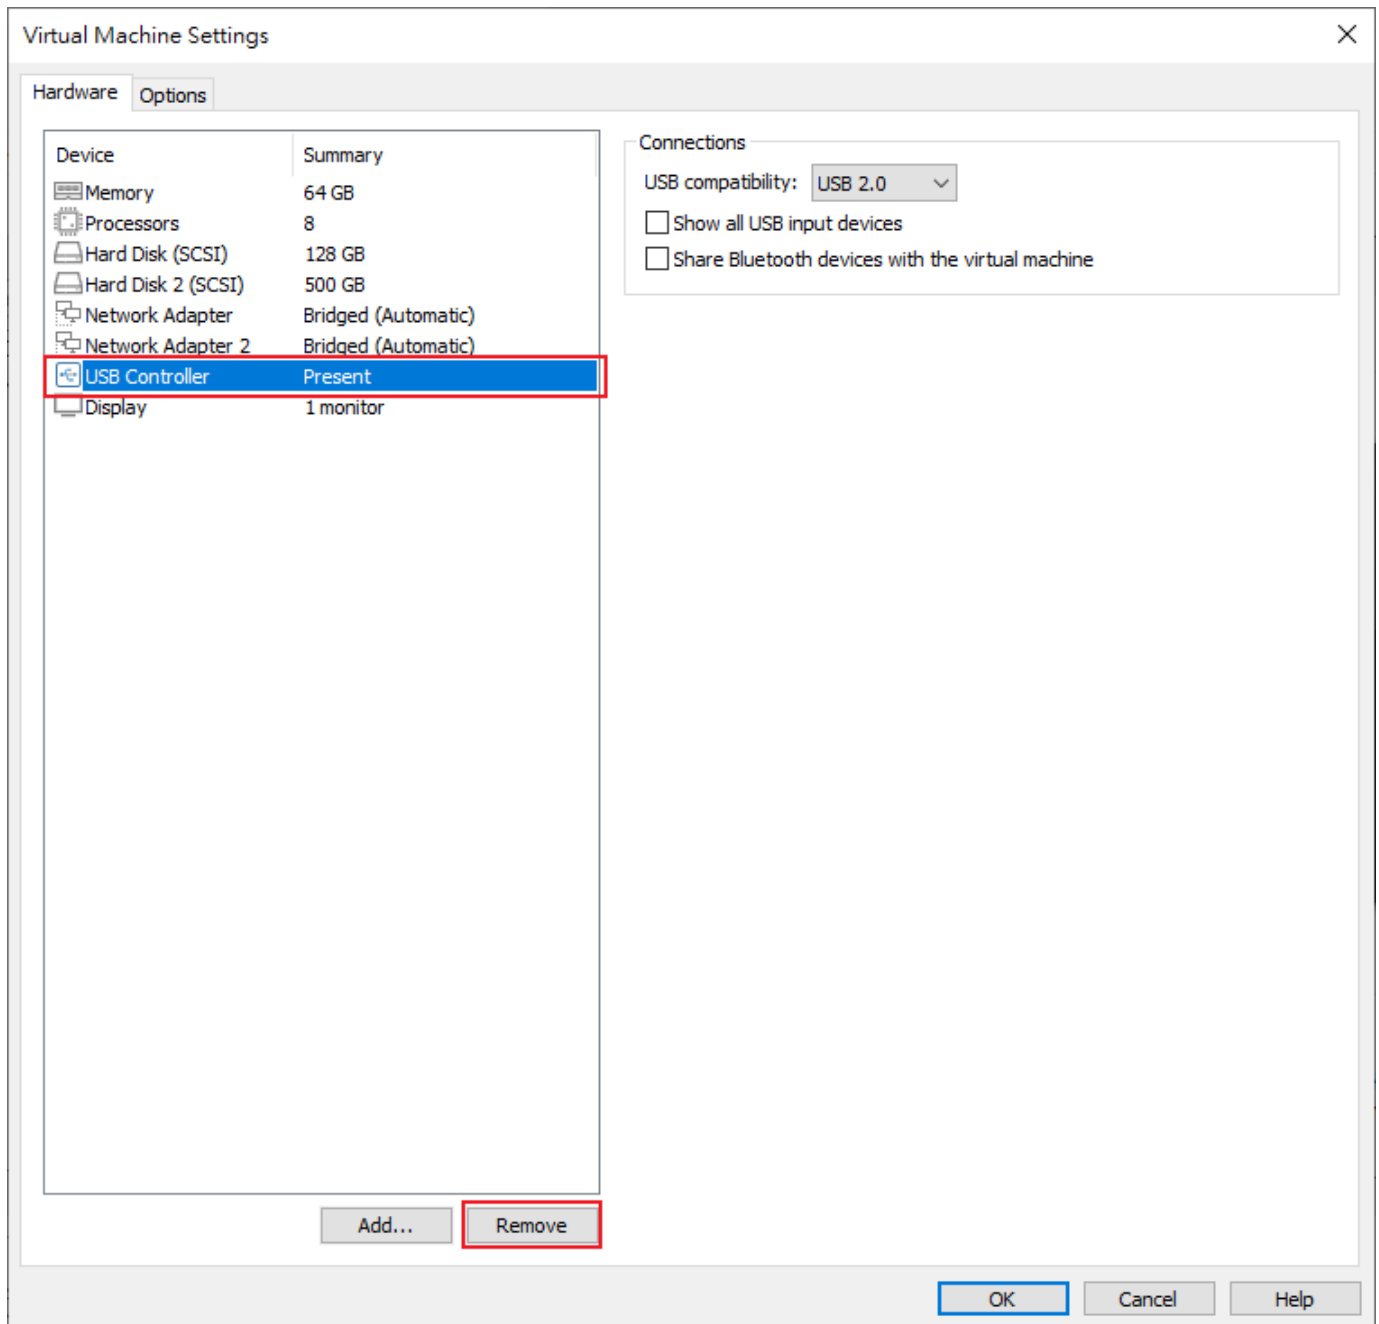 Virtual Machine Settings
Hardware Options
Device Summary
Memory 64 GB
Processors 8
Hard Disk (SCSI) 128 GB
Hard Disk 2 (SCSI) 500 GB
Network Adapter Bridged (Automatic)
Network Adapter 2 Bridged (Automatic)
USB Controller Present
Display 1 monitor
Connections
USB compatibility: USB 2.0
Show all USB input devices
Share Bluetooth devices with the virtual machine
Add... Remove
OK Cancel Help